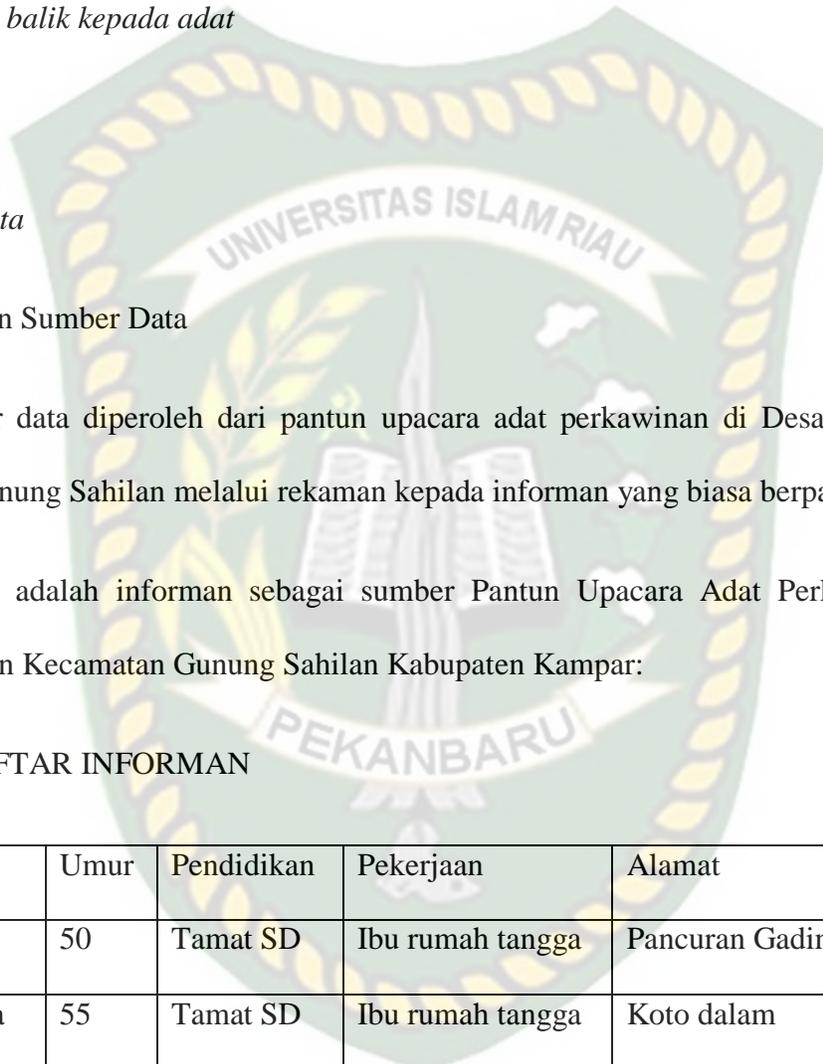 balik kepada adat
ta
UNIVERSITAS ISLAM RIAU
n Sumber Data
r data diperoleh dari pantun upacara adat perkawinan di Desa
nung Sahilan melalui rekaman kepada informan yang biasa berpa
adalah informan sebagai sumber Pantun Upacara Adat Perl
n Kecamatan Gunung Sahilan Kabupaten Kampar:
PEKANBARU
FTAR INFORMAN
Umur Pendidikan Pekerjaan Alamat
50 Tamat SD Ibu rumah tangga Pancuran Gadin
a 55 Tamat SD Ibu rumah tangga Koto dalam